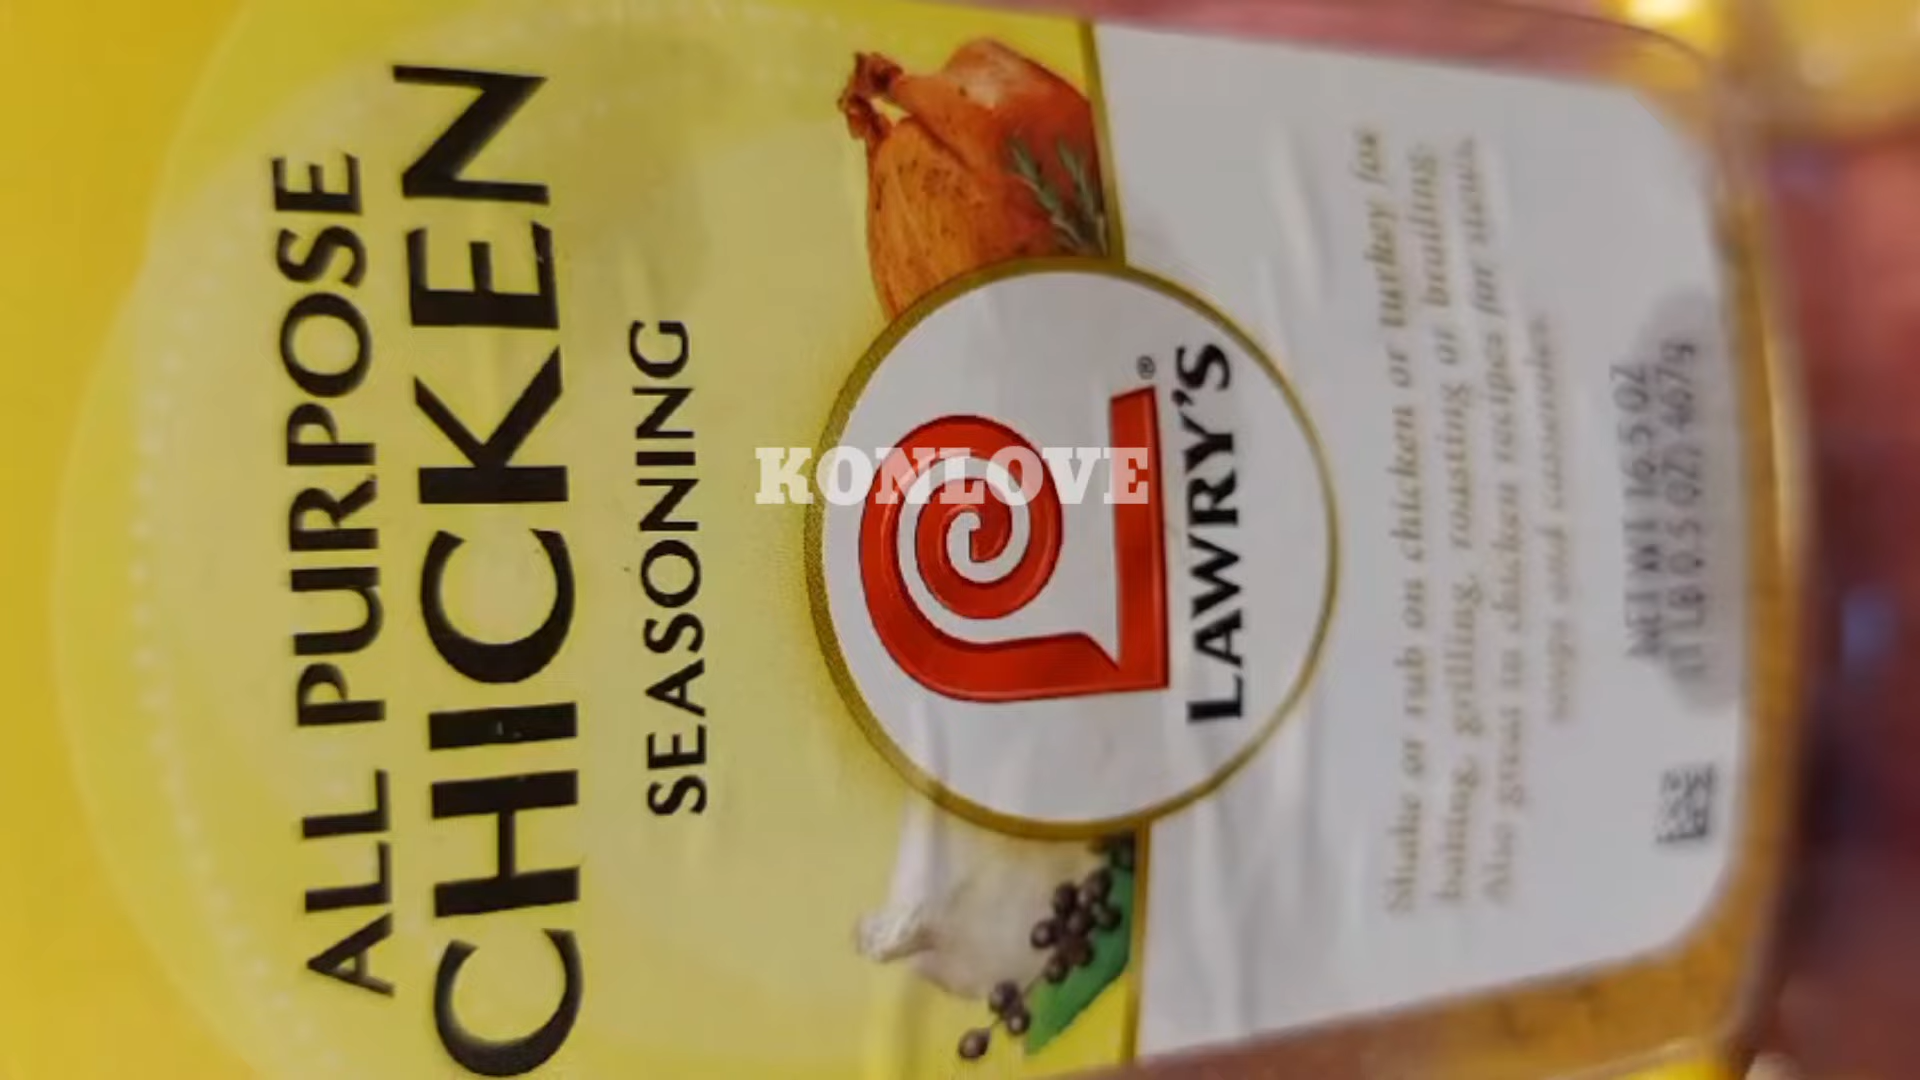 ALL PURPOSE
CHICKEN
SEASONING
KONLOVE
®
LAWRY'S
Shake or rub on chicken or turkey for
baking, grilling, roasting or broiling.
Also great in chicken recipes for stews,
soups and casseroles.
NET WT 16.5 OZ
(1 LB 0.5 OZ) 467g